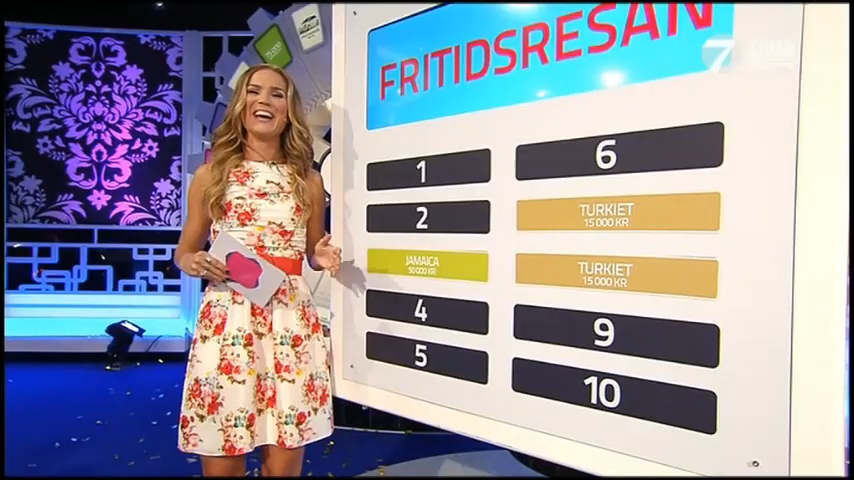 FRITIDSRESAN
7
1
2
JAMAICA
50 000 KR
4
5
6
TURKIET
15 000 KR
TURKIET
15 000 KR
9
10